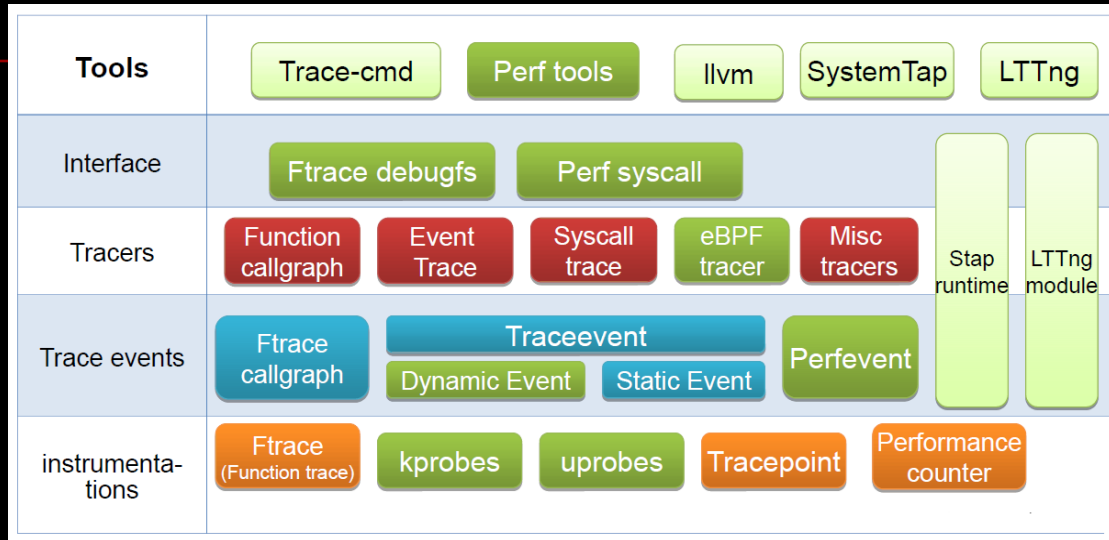 Tools
Trace-cmd
Perf tools
llvm
SystemTap
LTTng
Interface
Ftrace debugfs
Perf syscall
Tracers
Function
callgraph
Event
Trace
Syscall
trace
eBPF
tracer
Misc
tracers
Stap
runtime
LTTng
module
Trace events
Ftrace
callgraph
Traceevent
Dynamic Event
Static Event
Perfevent
instrumenta-
tions
Ftrace
(Function trace)
kprobes
uprobes
Tracepoint
Performance
counter